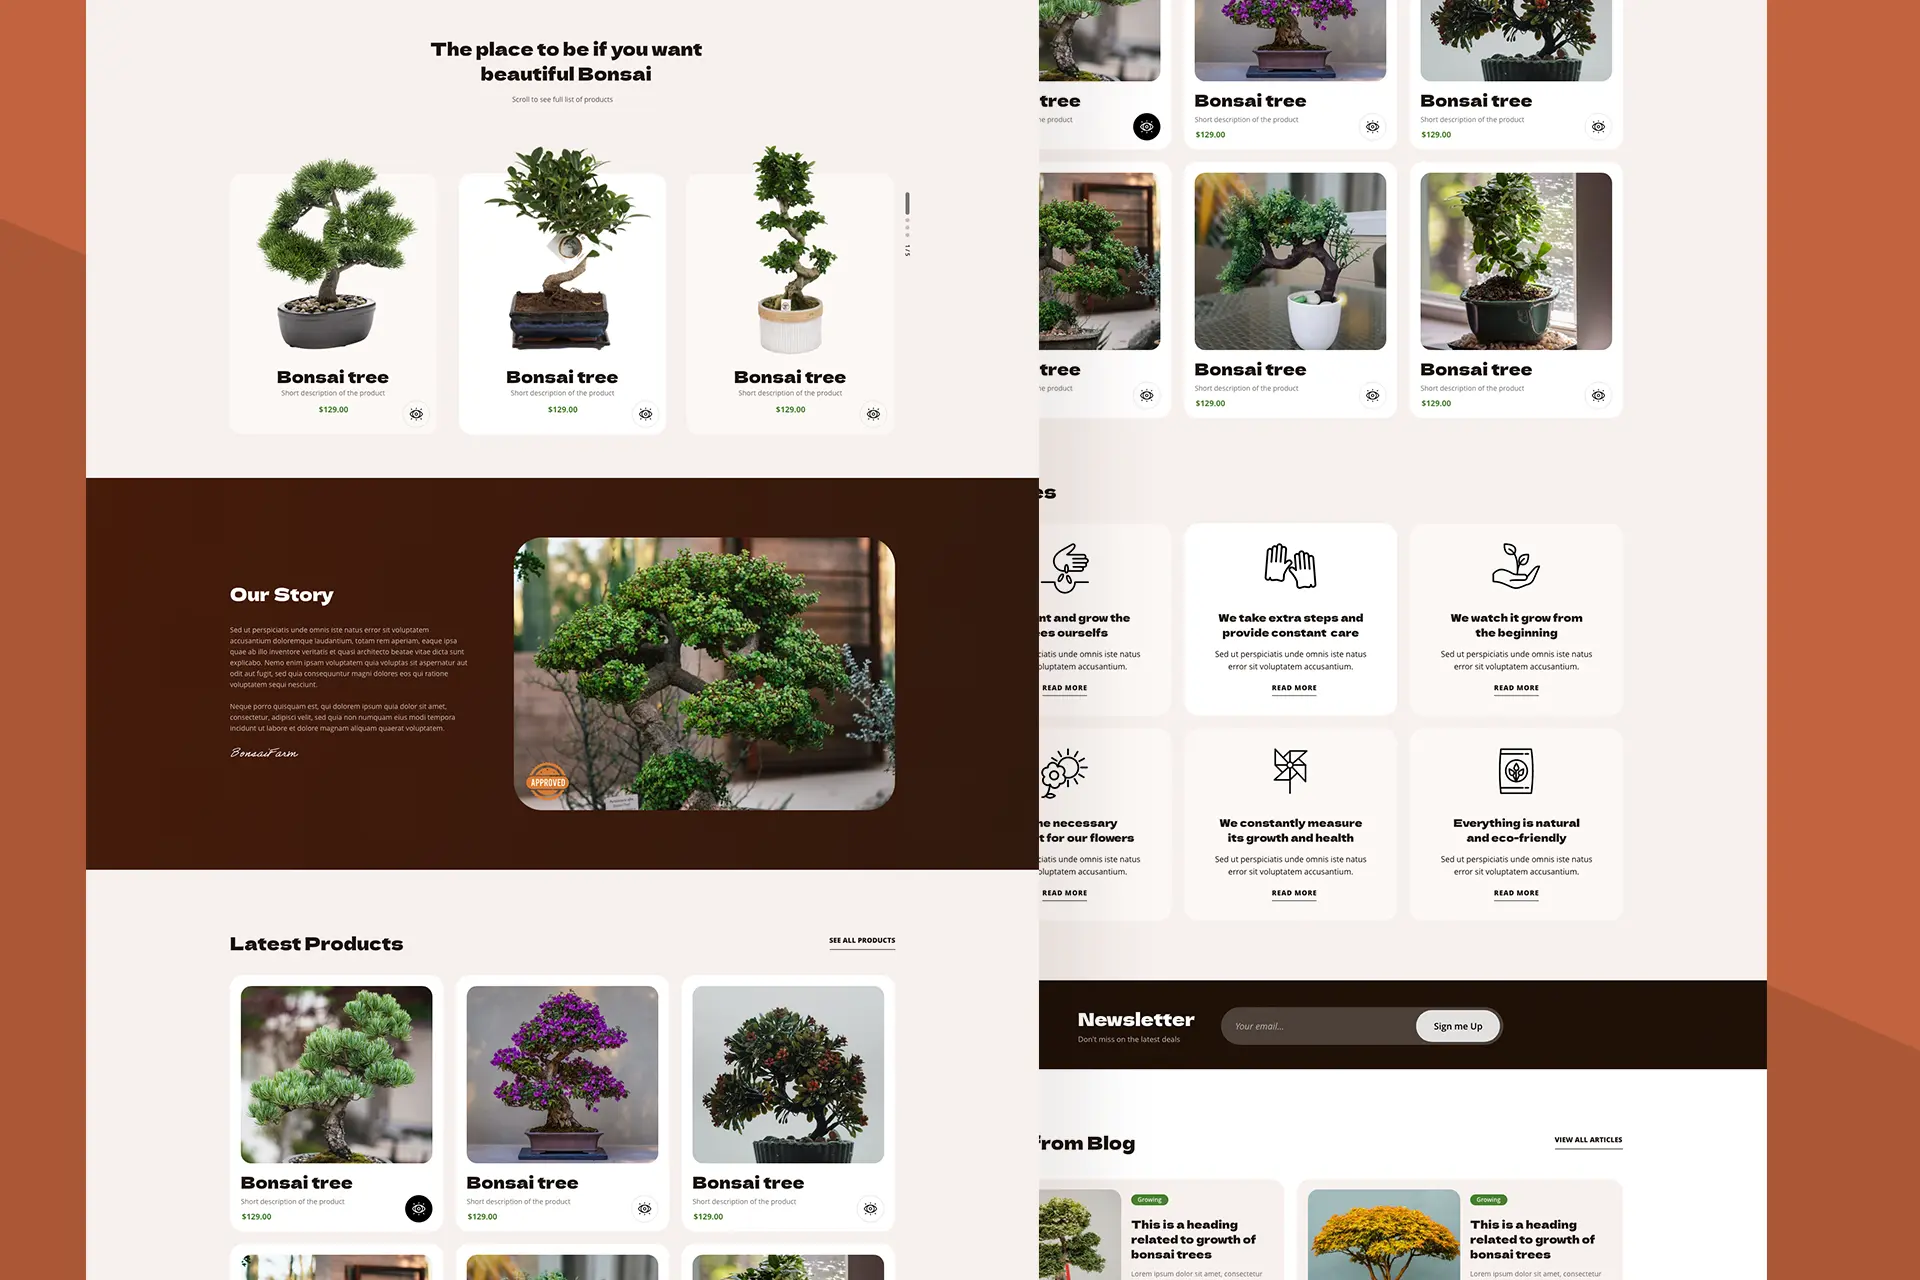 The place to be if you want
beautiful Bonsai
Scroll to see full list of products
1/5
Bonsai tree
Short description of the product
$129.00
Bonsai tree
Short description of the product
$129.00
Bonsai tree
Short description of the product
$129.00
Our Story
Sed ut perspiciatis unde omnis iste natus error sit voluptatem
accusantium doloremque laudantium, totam rem aperiam, eaque ipsa
quae ab illo inventore veritatis et quasi architecto beatae vitae dicta sunt
explicabo. Nemo enim ipsam voluptatem quia voluptas sit aspernatur aut
odit aut fugit, sed quia consequuntur magni dolores eos qui ratione
voluptatem sequi nesciunt.
Neque porro quisquam est, qui dolorem ipsum quia dolor sit amet,
consectetur, adipisci velit, sed quia non numquam eius modi tempora
incidunt ut labore et dolore magnam aliquam quaerat voluptatem.
BonsaiFarm
APPROVED
Latest Products
SEE ALL PRODUCTS
Bonsai tree
Short description of the product
$129.00
Bonsai tree
Short description of the product
$129.00
Bonsai tree
Short description of the product
$129.00
tree
he product
Bonsai tree
Short description of the product
$129.00
Bonsai tree
Short description of the product
$129.00
tree
he product
Bonsai tree
Short description of the product
$129.00
Bonsai tree
Short description of the product
$129.00
es
nt and grow the
ees ourselfs
ciatis unde omnis iste natus
oluptatem accusantium.
READ MORE
We take extra steps and
provide constant care
Sed ut perspiciatis unde omnis iste natus
error sit voluptatem accusantium.
READ MORE
We watch it grow from
the beginning
Sed ut perspiciatis unde omnis iste natus
error sit voluptatem accusantium.
READ MORE
he necessary
t for our flowers
ciatis unde omnis iste natus
oluptatem accusantium.
READ MORE
We constantly measure
its growth and health
Sed ut perspiciatis unde omnis iste natus
error sit voluptatem accusantium.
READ MORE
Everything is natural
and eco-friendly
Sed ut perspiciatis unde omnis iste natus
error sit voluptatem accusantium.
READ MORE
Newsletter
Don't miss on the latest deals
Your email...
Sign me Up
from Blog
VIEW ALL ARTICLES
Growing
This is a heading
related to growth of
bonsai trees
Lorem ipsum dolor sit amet, consectetur
Growing
This is a heading
related to growth of
bonsai trees
Lorem ipsum dolor sit amet, consectetur